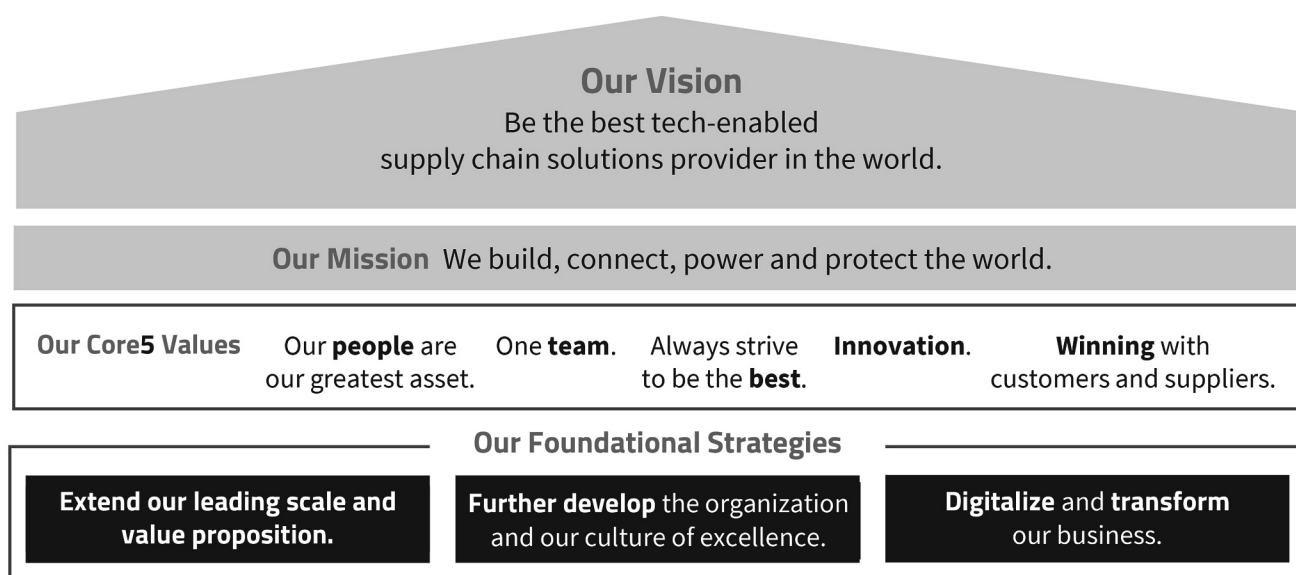 Our Vision
Be the best tech-enabled
supply chain solutions provider in the world.
Our Mission We build, connect, power and protect the world.
Our Core5 Values
Our people are
our greatest asset.
One team.
Always strive
to be the best.
Innovation.
Winning with
customers and suppliers.
Our Foundational Strategies
Extend our leading scale and
value proposition.
Further develop the organization
and our culture of excellence.
Digitalize and transform
our business.